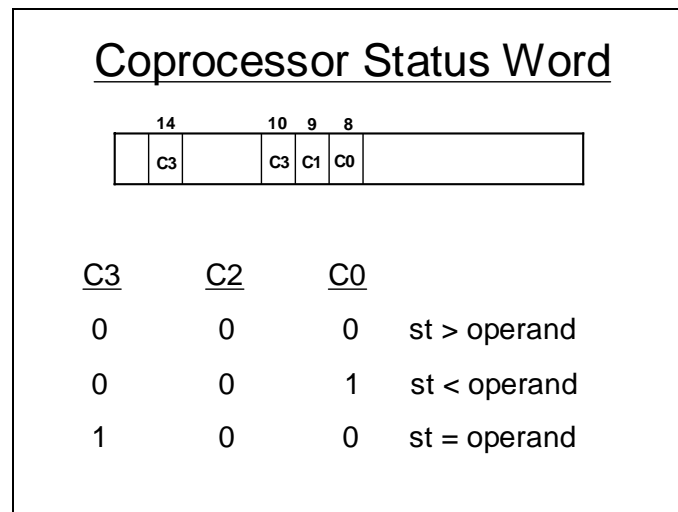 Coprocessor Status Word
14 10 9 8
C3 C3 C1 C0
C3 C2 C0
0 0 0 st > operand
0 0 1 st < operand
1 0 0 st = operand